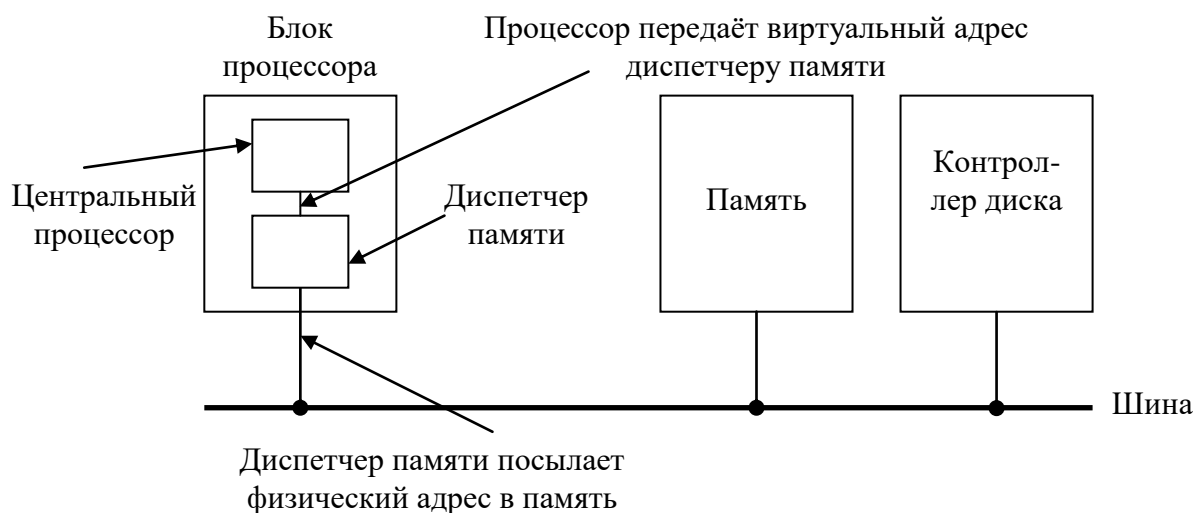 Блок
процессора
Процессор передаёт виртуальный адрес
диспетчеру памяти
Центральный
процессор
Диспетчер
памяти
Память
Контрол-
лер диска
Шина
Диспетчер памяти посылает
физический адрес в память